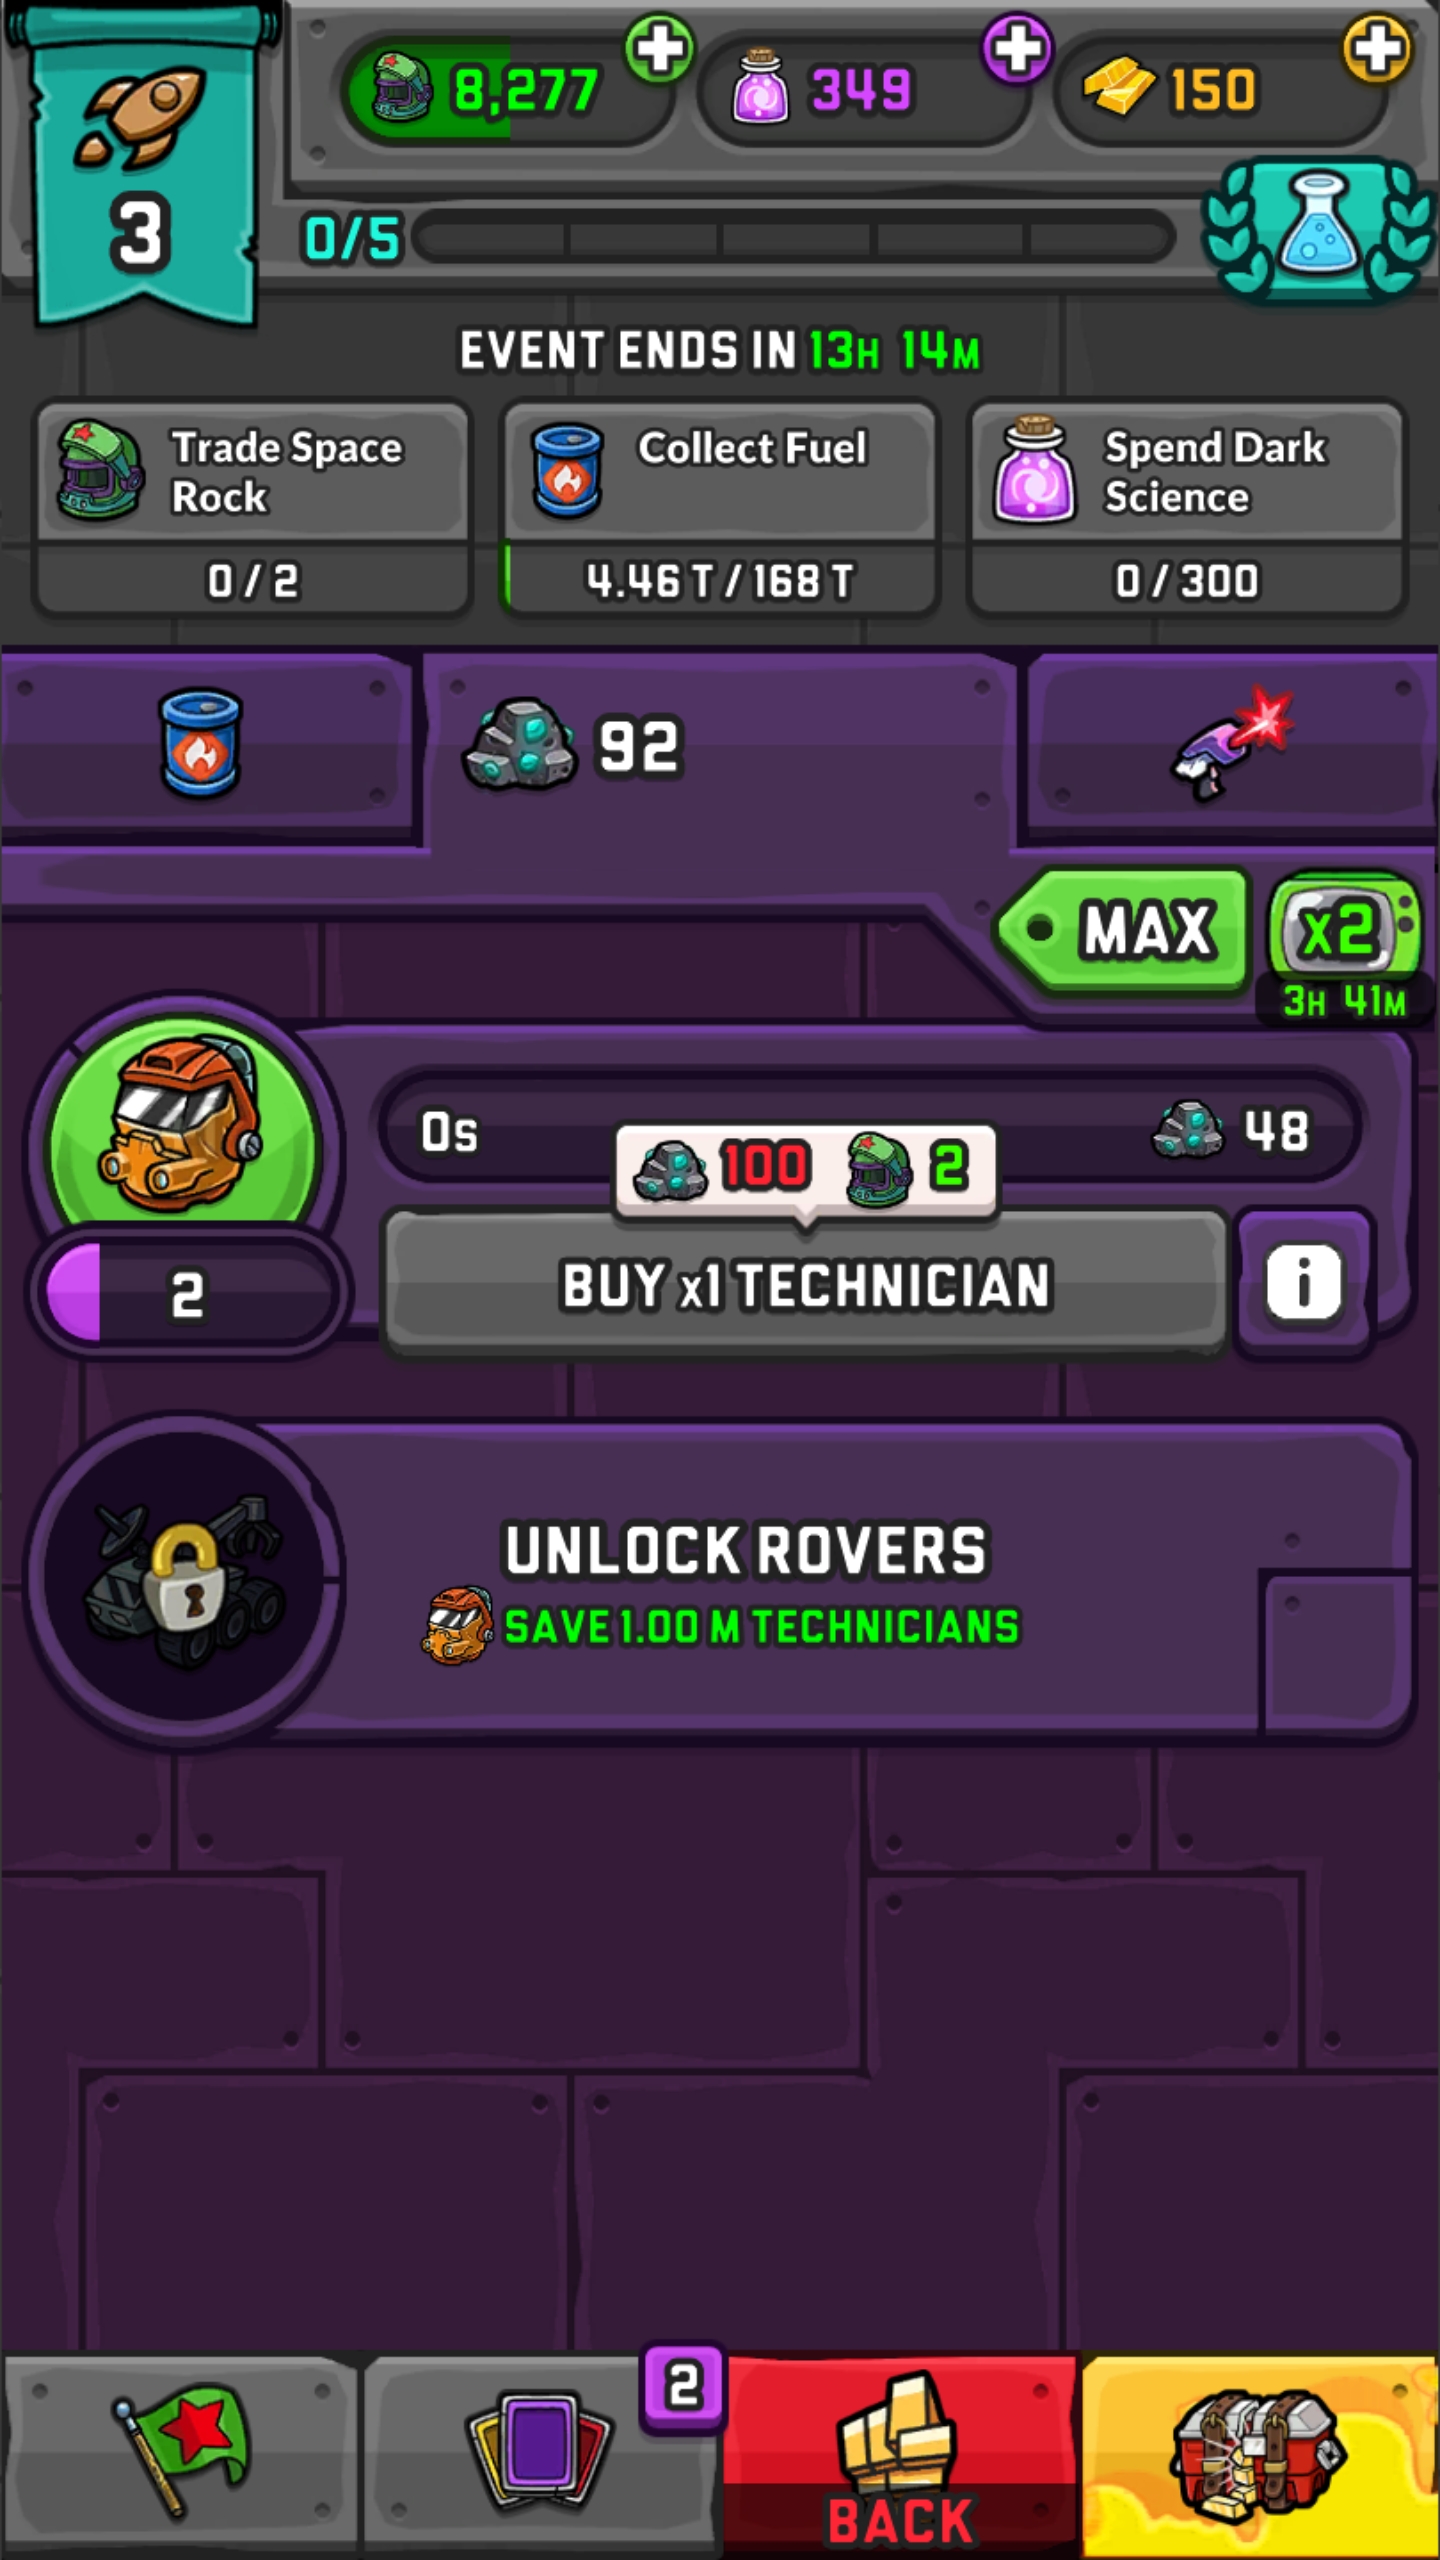 8,277
349
150
3
0/5
EVENT ENDS IN 13H 14M
Trade Space
Rock
0 / 2
Collect Fuel
4.46 T / 168 T
Spend Dark
Science
0 / 300
92
MAX
x2
3H 41M
0s
48
100 2
BUY x1 TECHNICIAN
i
2
UNLOCK ROVERS
SAVE 1.00 M TECHNICIANS
2
BACK